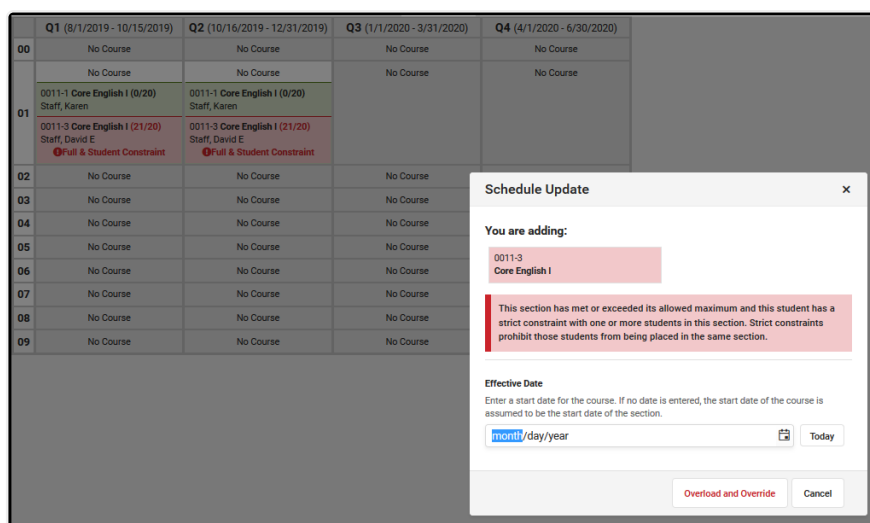 Q1 (8/1/2019 - 10/15/2019) Q2 (10/16/2019 - 12/31/2019) Q3 (1/1/2020 - 3/31/2020) Q4 (4/1/2020 - 6/30/2020)
00 No Course No Course No Course No Course
No Course No Course No Course No Course
01
0011-1 Core English I (0/20) 0011-1 Core English I (0/20)
Staff, Karen Staff, Karen
0011-3 Core English I (21/20) 0011-3 Core English I (21/20)
Staff, David E Staff, David E
Full & Student Constraint Full & Student Constraint
02 No Course No Course No Course No Course
03 No Course No Course No Course
04 No Course No Course No Course
05 No Course No Course No Course
06 No Course No Course No Course
07 No Course No Course No Course
08 No Course No Course No Course
09 No Course No Course No Course
Schedule Update
You are adding:
0011-3
Core English I
This section has met or exceeded its allowed maximum and this student has a
strict constraint with one or more students in this section. Strict constraints
prohibit those students from being placed in the same section.
Effective Date
Enter a start date for the course. If no date is entered, the start date of the course is
assumed to be the start date of the section.
month/day/year Today
Overload and Override Cancel